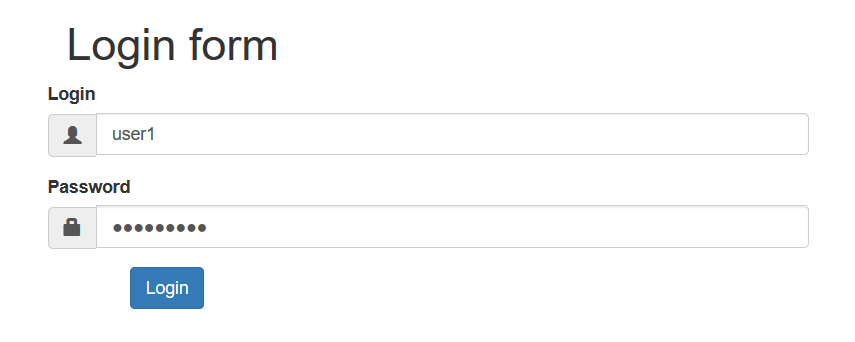 Login form
Login
user1
Password
●●●●●●●●●
Login